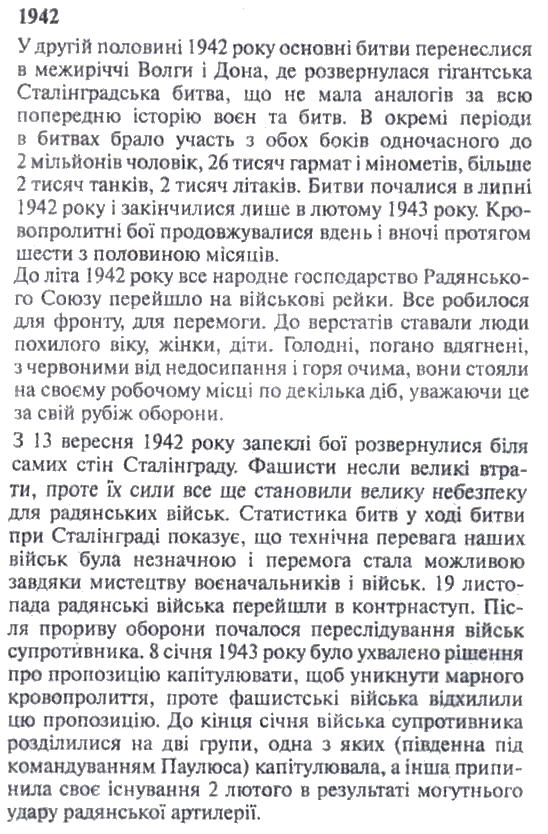 1942
У другій половині 1942 року основні битви перенеслися
в межиріччі Волги і Дона, де розвернулася гігантська
Сталінградська битва, що не мала аналогів за всю
попередню історію воєн та битв. В окремі періоди
в битвах брало участь з обох боків одночасного до
2 мільйонів чоловік, 26 тисяч гармат і мінометів, більше
2 тисяч танків, 2 тисяч літаків. Битви почалися в липні
1942 року і закінчилися лише в лютому 1943 року. Кро-
вопролитні бої продовжувалися вдень і вночі протягом
шести з половиною місяців.
До літа 1942 року все народне господарство Радянсько-
го Союзу перейшло на військові рейки. Все робилося
для фронту, для перемоги. До верстатів ставали люди
похилого віку, жінки, діти. Голодні, погано вдягнені,
з червоними від недосипання і горя очима, вони стояли
на своєму робочому місці по декілька діб, уважаючи це
за свій рубіж оборони.
З 13 вересня 1942 року запеклі бої розвернулися біля
самих стін Сталінграду. Фашисти несли великі втра-
ти, проте їх сили все ще становили велику небезпеку
для радянських військ. Статистика битв у ході битви
при Сталінграді показує, що технічна перевага наших
військ була незначною і перемога стала можливою
завдяки мистецтву воєначальників і військ. 19 листо-
пада радянські війська перейшли в контрнаступ. Піс-
ля прориву оборони почалося переслідування військ
супротивника. 8 січня 1943 року було ухвалено рішення
про пропозицію капітулювати, щоб уникнути марного
кровопролиття, проте фашистські війська відхилили
цю пропозицію. До кінця січня війська супротивника
розділилися на дві групи, одна з яких (південна під
командуванням Паулюса) капітулювала, а інша припи-
нила своє існування 2 лютого в результаті могутнього
удару радянської артилерії.